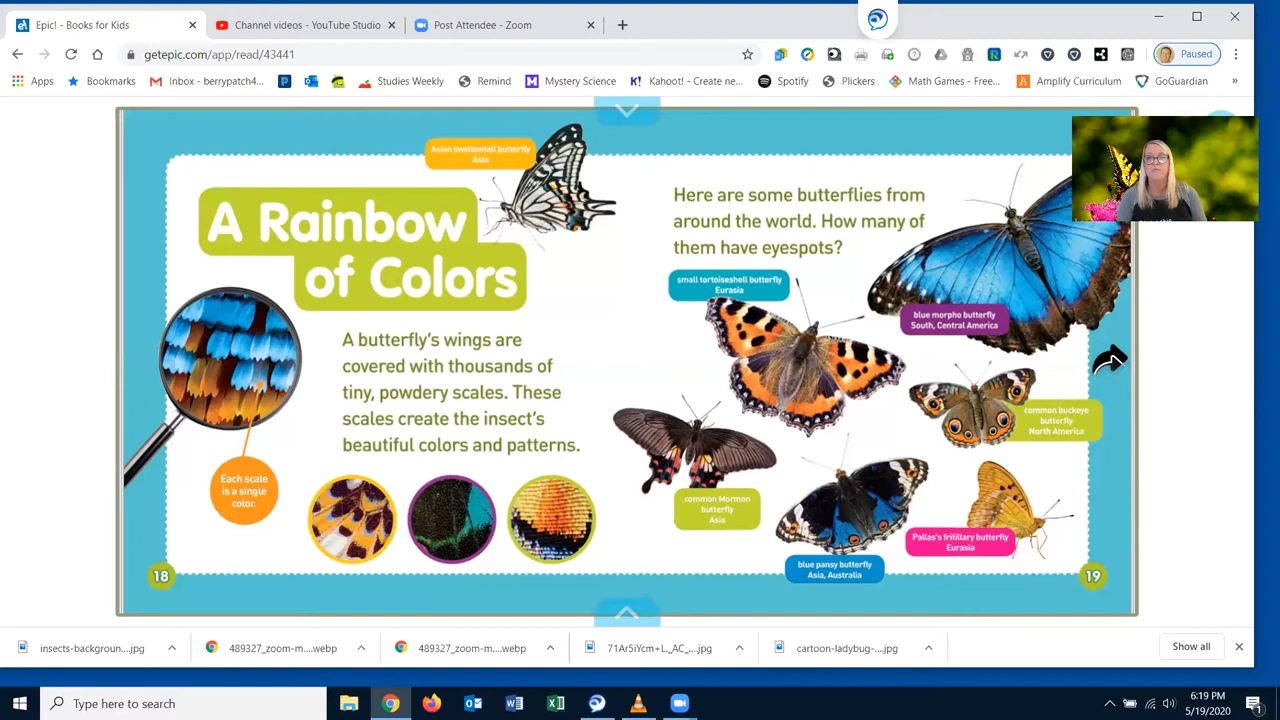 Epic! - Books for Kids
Channel videos - YouTube Studio
Post Attendee - Zoom
getepic.com/app/read/43441
Paused
Apps
Bookmarks
Inbox - berrypatch4...
Studies Weekly
Remind
Mystery Science
Kahoot! - Create ne...
Spotify
Plickers
Math Games - Free...
Amplify Curriculum
GoGuardian
»
Asian swallowtail butterfly
Asia
A Rainbow
of Colors
A butterfly's wings are
covered with thousands of
tiny, powdery scales. These
scales create the insect's
beautiful colors and patterns.
Each scale
is a single
color.
18
Here are some butterflies from
around the world. How many of
them have eyespots?
small tortoiseshell butterfly
Eurasia
blue morpho butterfly
South, Central America
common buckeye
butterfly
North America
common Mormon
butterfly
Asia
Pallas's fritillary butterfly
Eurasia
blue pansy butterfly
Asia, Australia
19
insects-backgroun....jpg
489327_zoom-m....webp
489327_zoom-m....webp
71Ar5iYcm+L._AC_....jpg
cartoon-ladybug-....jpg
Show all
Type here to search
6:19 PM
5/19/2020